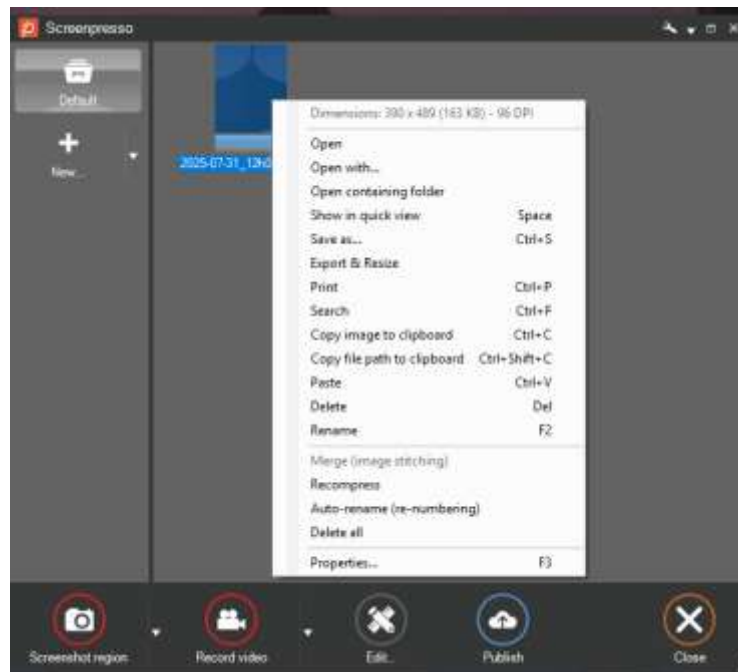 Screenpresso
Default
New...
2025-07-31_12h0
Dimensions: 390 x 489 (163 KB) - 96 DPI
Open
Open with...
Open containing folder
Show in quick view Space
Save as... Ctrl+S
Export & Resize
Print Ctrl+P
Search Ctrl+F
Copy image to clipboard Ctrl+C
Copy file path to clipboard Ctrl+Shift+C
Paste Ctrl+V
Delete Del
Rename F2
Merge (image stitching)
Recompress
Auto-rename (re-numbering)
Delete all
Properties... F3
Screenshot region
Record video
Edit...
Publish
Close